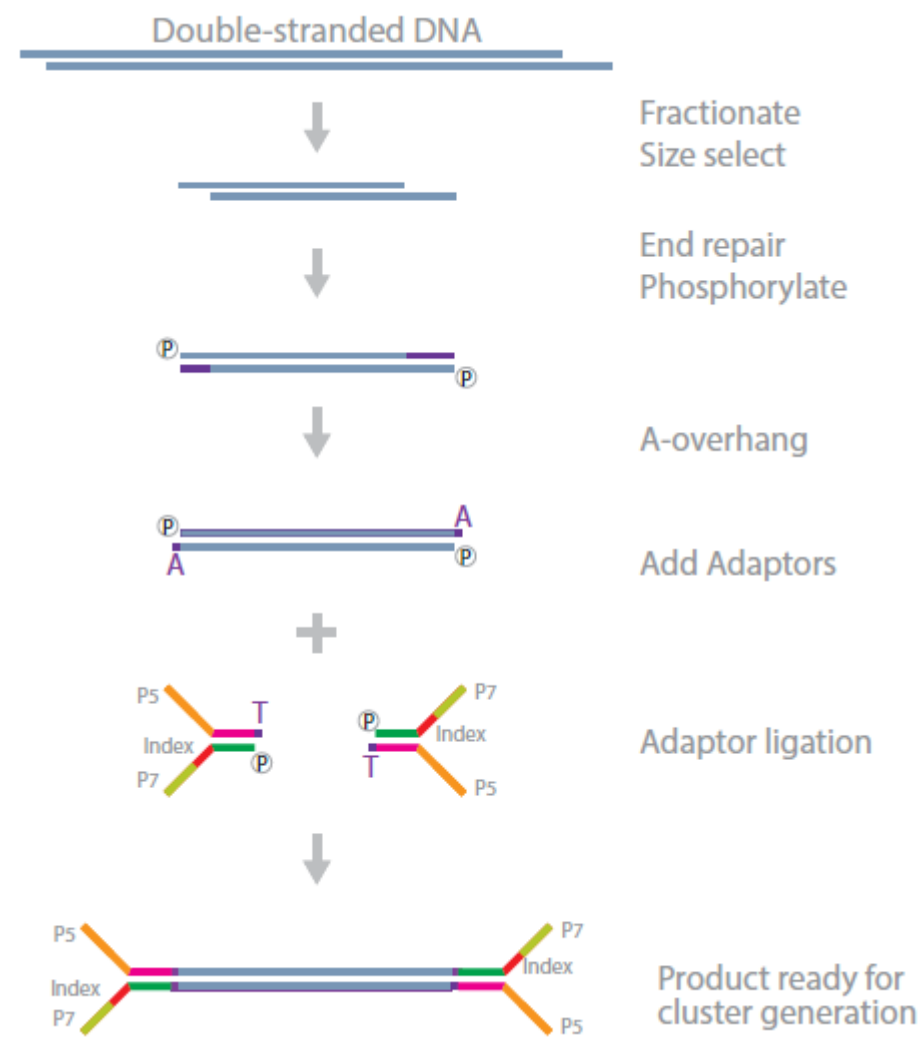 Double-stranded DNA
Fractionate
Size select
End repair
Phosphorylate
P
P
A-overhang
P
A
A
P
Add Adaptors
P5
T
Index
P7
P
P
P7
Index
T
P5
Adaptor ligation
P5
Index
P7
P7
Index
P5
Product ready for
cluster generation